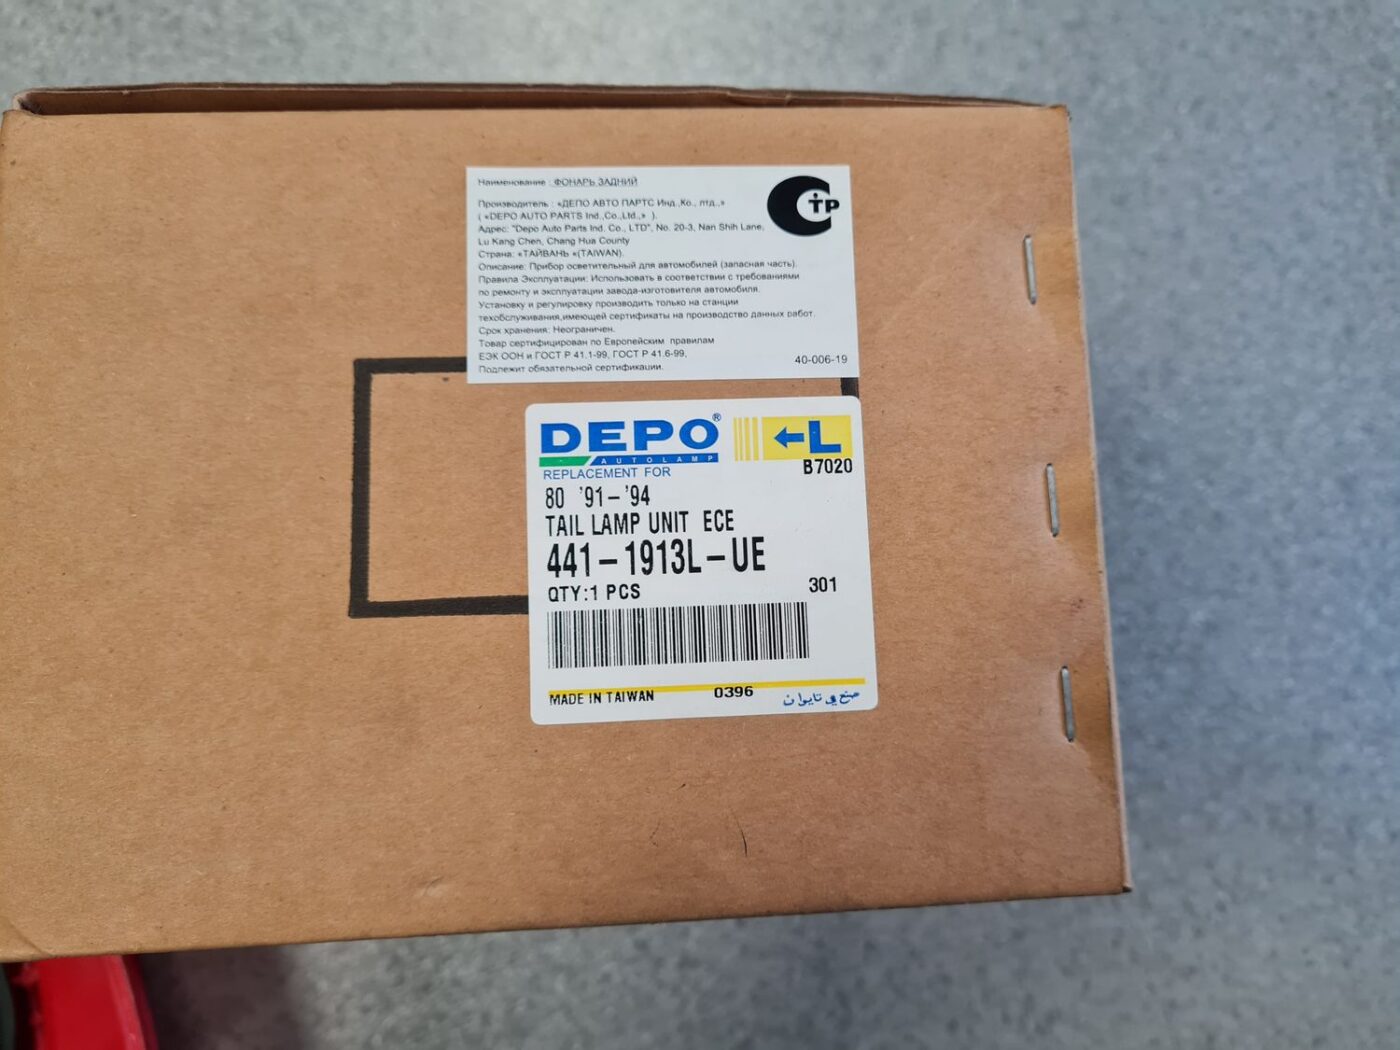 Наименование : ФОНАРЬ ЗАДНИЙ
Производитель : «ДЕПО АВТО ПАРТС Инд.,Ко., лтд.,»
( «DEPO AUTO PARTS Ind.,Co.,Ltd.,» ).
Адрес: "Depo Auto Parts Ind. Co., LTD", No. 20-3, Nan Shih Lane,
Lu Kang Chen, Chang Hua County
Страна: «ТАЙВАНЬ «(TAIWAN).
Описание: Прибор осветительный для автомобилей (запасная часть).
Правила Эксплуатации: Использовать в соответствии с требованиями
по ремонту и эксплуатации завода-изготовителя автомобиля.
Установку и регулировку производить только на станции
техобслуживания,имеющей сертификаты на производство данных работ.
Срок хранения: Неограничен.
Товар сертифицирован по Европейским правилам
ЕЭК ООН и ГОСТ Р 41.1-99, ГОСТ Р 41.6-99,
Подлежит обязательной сертификации.
40-006-19
СТР
DEPO®
AUTOLAMP
←L
REPLACEMENT FOR
B7020
80 '91-'94
TAIL LAMP UNIT ECE
441-1913L-UE
QTY:1 PCS
301
MADE IN TAIWAN
0396
صنع في تايوان